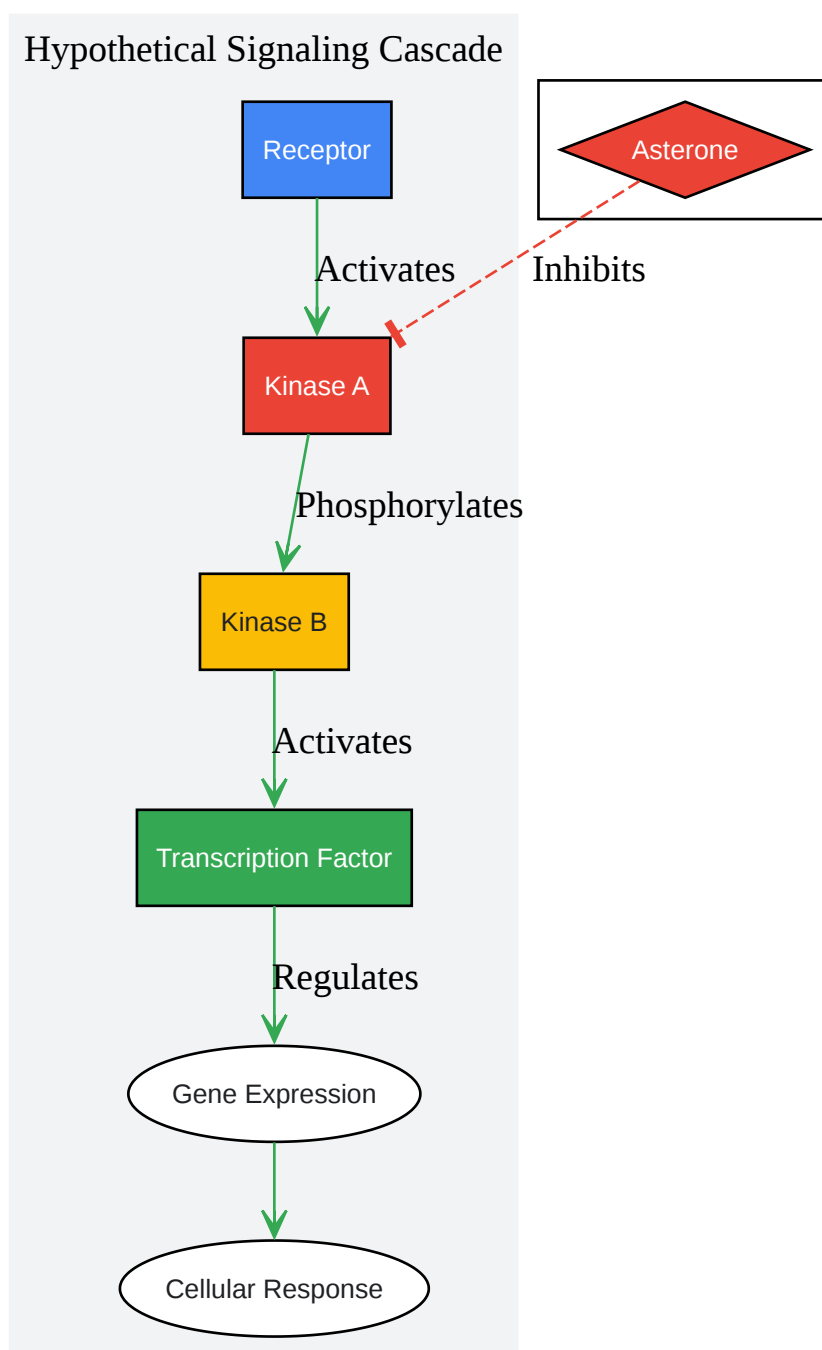 Hypothetical Signaling Cascade
Receptor
Asterone
Activates
Inhibits
Kinase A
Phosphorylates
Kinase B
Activates
Transcription Factor
Regulates
Gene Expression
Cellular Response